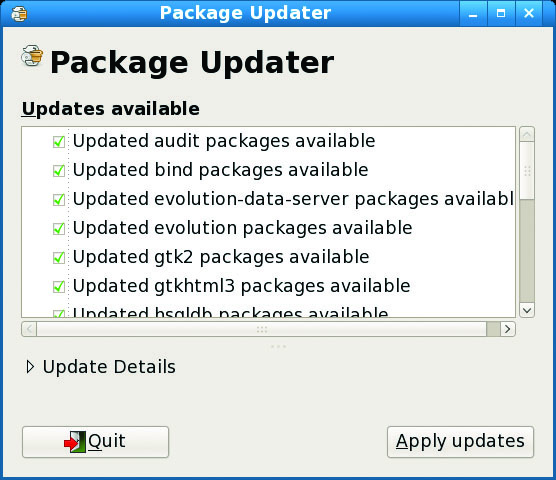 Package Updater
Package Updater
Updates available
Updated audit packages available
Updated bind packages available
Updated evolution-data-server packages availabl
Updated evolution packages available
Updated gtk2 packages available
Updated gtkhtml3 packages available
Updated hsqldb packages available
Update Details
Quit
Apply updates